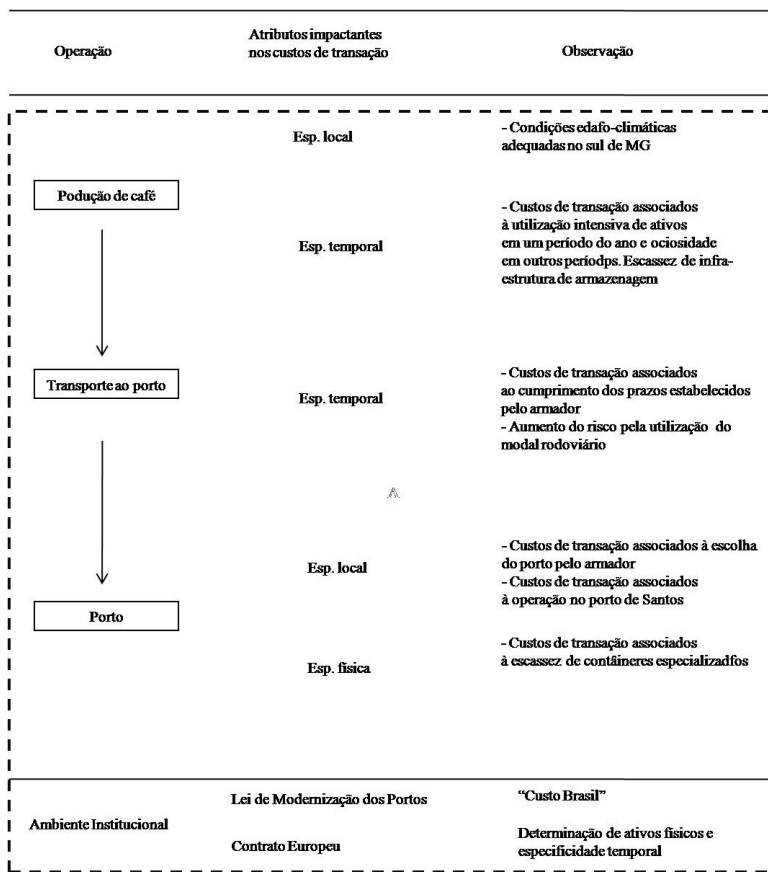 Operação
Atributos impactantes
nos custos de transação
Observação
Esp. local
- Condições edafo-climáticas
adequadas no sul de MG
Podução de café
Esp. temporal
- Custos de transação associados
à utilização intensiva de ativos
em um período do ano e ociosidade
em outros períodps. Escassez de infra-
estrutura de armazenagem
Transporte ao porto
Esp. temporal
- Custos de transação associados
ao cumprimento dos prazos estabelecidos
pelo armador
- Aumento do risco pela utilização do
modal rodoviário
A
Esp. local
- Custos de transação associados à escolha
do porto pelo armador
- Custos de transação associados
à operação no porto de Santos
Porto
Esp. física
- Custos de transação associados
à escassez de contâineres especializadfos
Ambiente Institucional
Lei de Modernização dos Portos
“Custo Brasil”
Contrato Europeu
Determinação de ativos físicos e
especificidade temporal